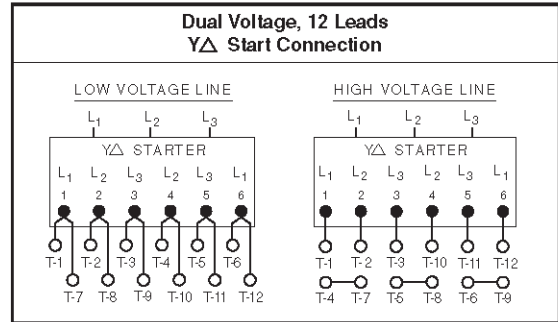 Dual Voltage, 12 Leads
Y△ Start Connection
LOW VOLTAGE LINE
L1 L2 L3
Y△ STARTER
L1 L2 L3 L2 L3 L1
1 2 3 4 5 6
T-1 T-2 T-3 T-4 T-5 T-6
T-7 T-8 T-9 T-10 T-11 T-12
HIGH VOLTAGE LINE
L1 L2 L3
Y△ STARTER
L1 L2 L3 L2 L3 L1
1 2 3 4 5 6
T-1 T-2 T-3 T-10 T-11 T-12
T-4 T-7 T-5 T-8 T-6 T-9